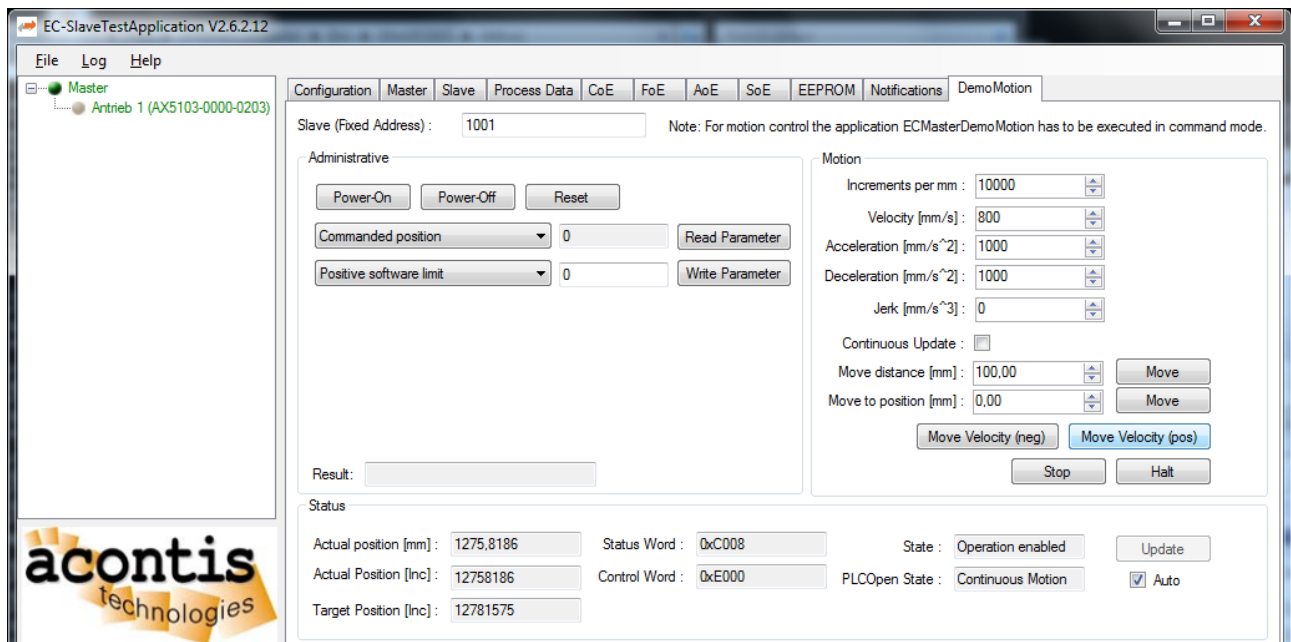 EC-SlaveTestApplication V2.6.2.12
File Log Help
Master
Antrieb 1 (AX5103-0000-0203)
Configuration Master Slave Process Data CoE FoE AoE SoE EEPROM Notifications DemoMotion
Slave (Fixed Address) : 1001 Note: For motion control the application ECMasterDemoMotion has to be executed in command mode.
Administrative
Power-On Power-Off Reset
Commanded position 0 Read Parameter
Positive software limit 0 Write Parameter
Result:
Motion
Increments per mm : 10000
Velocity [mm/s] : 800
Acceleration [mm/s^2] : 1000
Deceleration [mm/s^2] : 1000
Jerk [mm/s^3] : 0
Continuous Update :
Move distance [mm] : 100,00 Move
Move to position [mm] : 0,00 Move
Move Velocity (neg) Move Velocity (pos)
Stop Halt
Status
Actual position [mm] : 1275,8186 Status Word : 0xC008 State : Operation enabled Update
Actual Position [Inc] : 12758186 Control Word : 0xE000 PLCOpen State : Continuous Motion Auto
Target Position [Inc] : 12781575
acontis
technologies